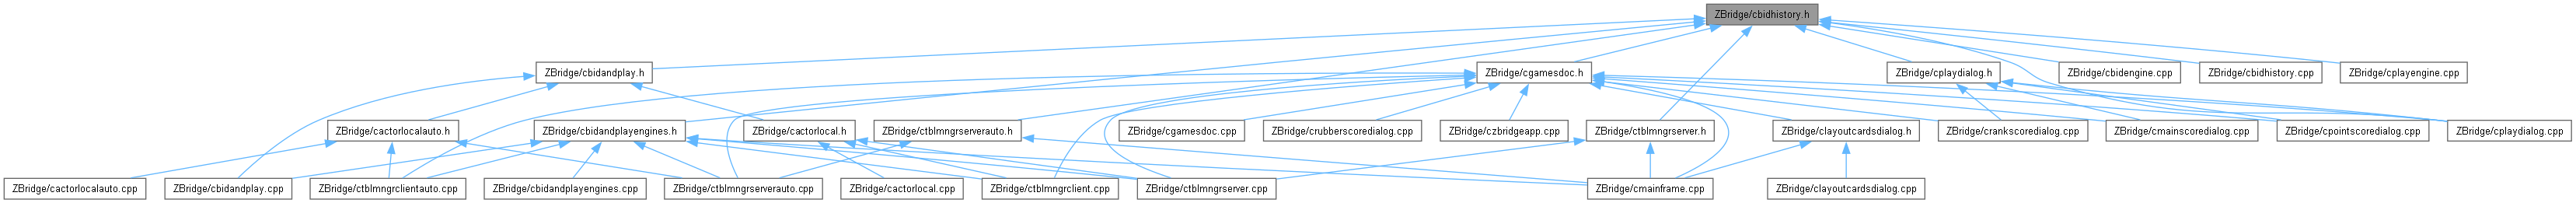 ZBridge/cbidhistory.h
ZBridge/cbidandplay.h
ZBridge/cgamesdoc.h
ZBridge/cplaydialog.h
ZBridge/cbidengine.cpp
ZBridge/cbidhistory.cpp
ZBridge/cplayengine.cpp
ZBridge/cactorlocalauto.h
ZBridge/cbidandplayengines.h
ZBridge/cactorlocal.h
ZBridge/ctblmngrserverauto.h
ZBridge/cgamesdoc.cpp
ZBridge/crubberscoredialog.cpp
ZBridge/czbridgeapp.cpp
ZBridge/ctblmngrserver.h
ZBridge/clayoutcardsdialog.h
ZBridge/crankscoredialog.cpp
ZBridge/cmainscoredialog.cpp
ZBridge/cpointscoredialog.cpp
ZBridge/cplaydialog.cpp
ZBridge/cactorlocalauto.cpp
ZBridge/cbidandplay.cpp
ZBridge/ctblmngrclientauto.cpp
ZBridge/cbidandplayengines.cpp
ZBridge/ctblmngrserverauto.cpp
ZBridge/cactorlocal.cpp
ZBridge/ctblmngrclient.cpp
ZBridge/ctblmngrserver.cpp
ZBridge/cmainframe.cpp
ZBridge/clayoutcardsdialog.cpp